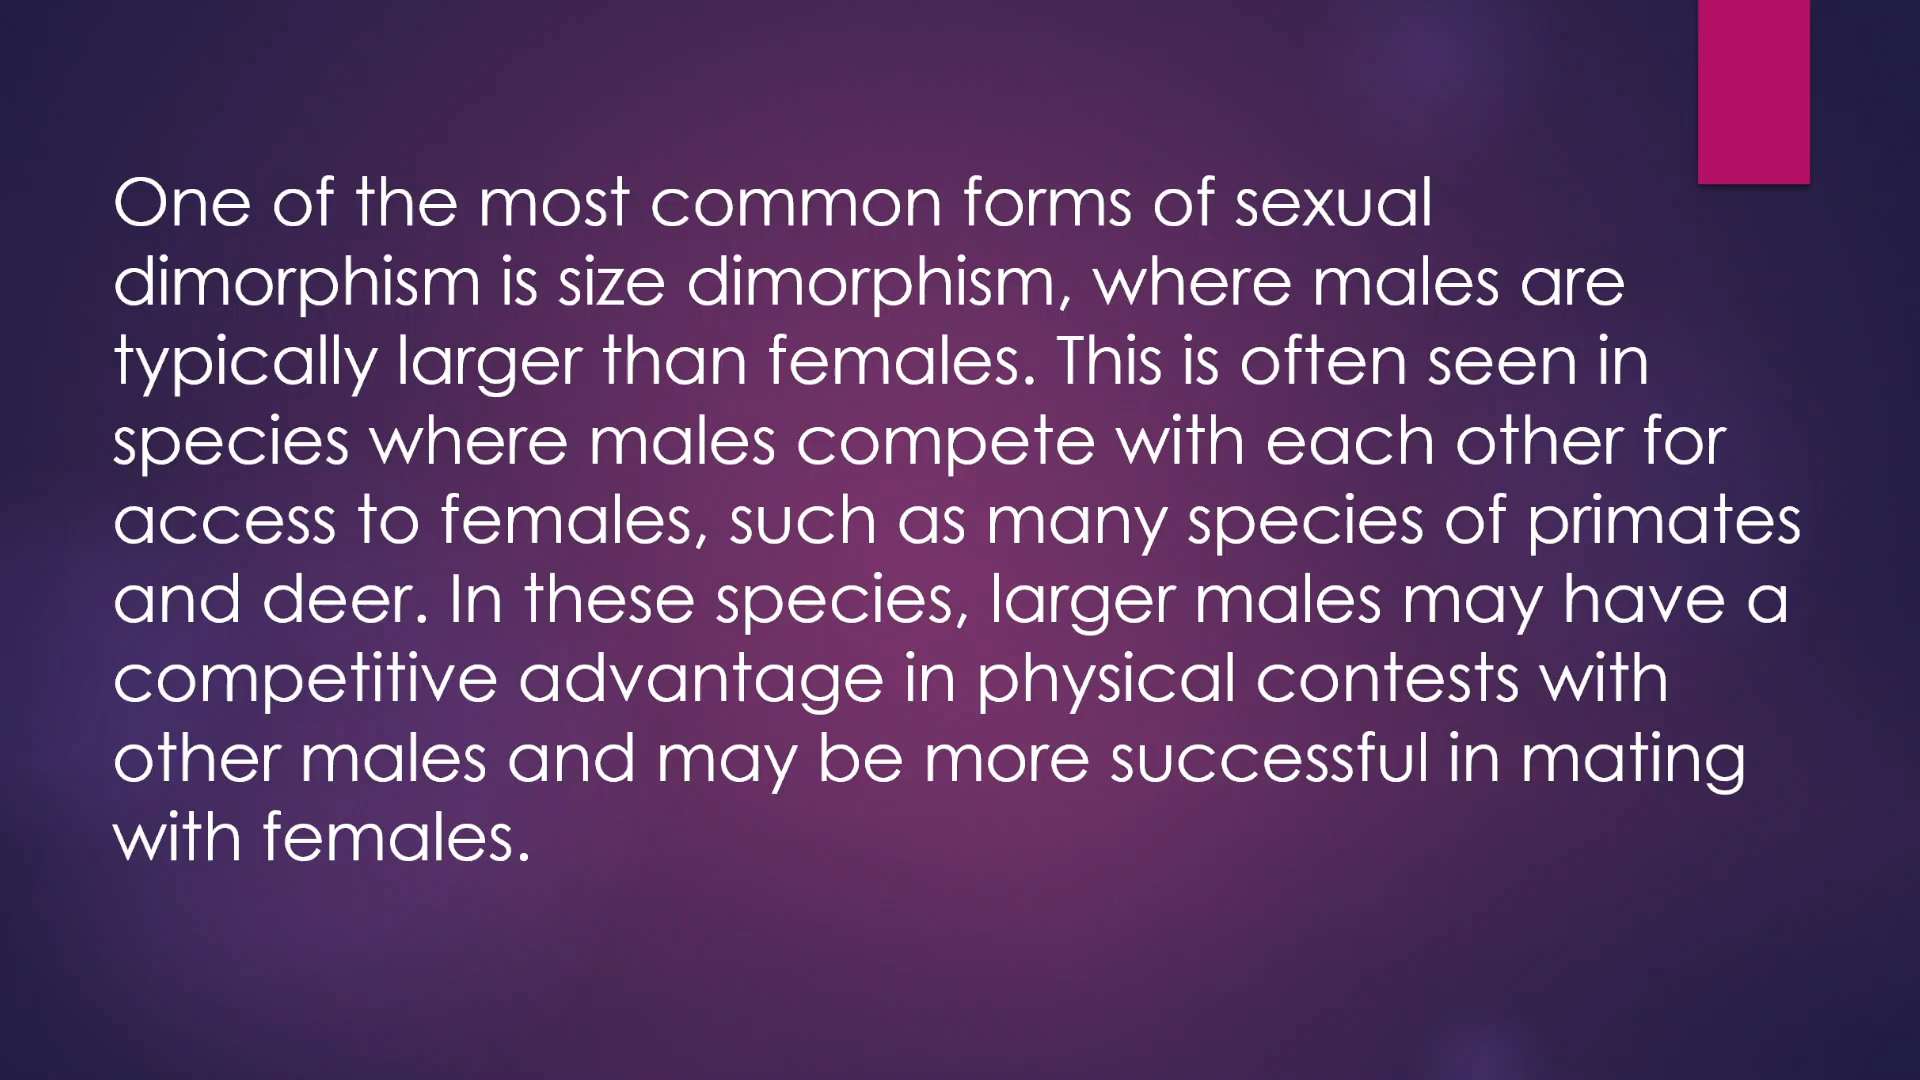 One of the most common forms of sexual
dimorphism is size dimorphism, where males are
typically larger than females. This is often seen in
species where males compete with each other for
access to females, such as many species of primates
and deer. In these species, larger males may have a
competitive advantage in physical contests with
other males and may be more successful in mating
with females.